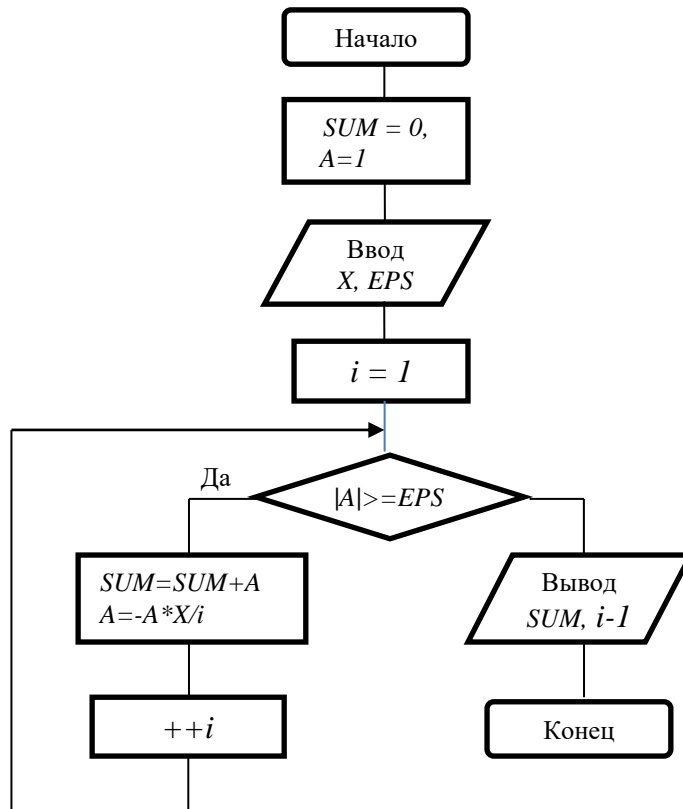 Начало
SUM = 0,
A=1
Ввод
X, EPS
i = 1
Да
|A|>=EPS
SUM=SUM+A
A=-A*X/i
++i
Вывод
SUM, i-1
Конец